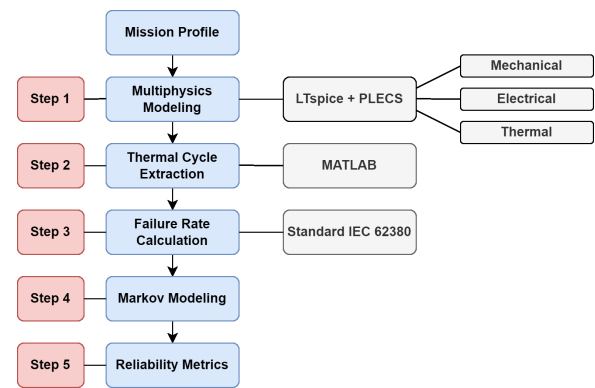 Mission Profile
Step 1
Multiphysics
Modeling
LTspice + PLECS
Mechanical
Electrical
Thermal
Step 2
Thermal Cycle
Extraction
MATLAB
Step 3
Failure Rate
Calculation
Standard IEC 62380
Step 4
Markov Modeling
Step 5
Reliability Metrics